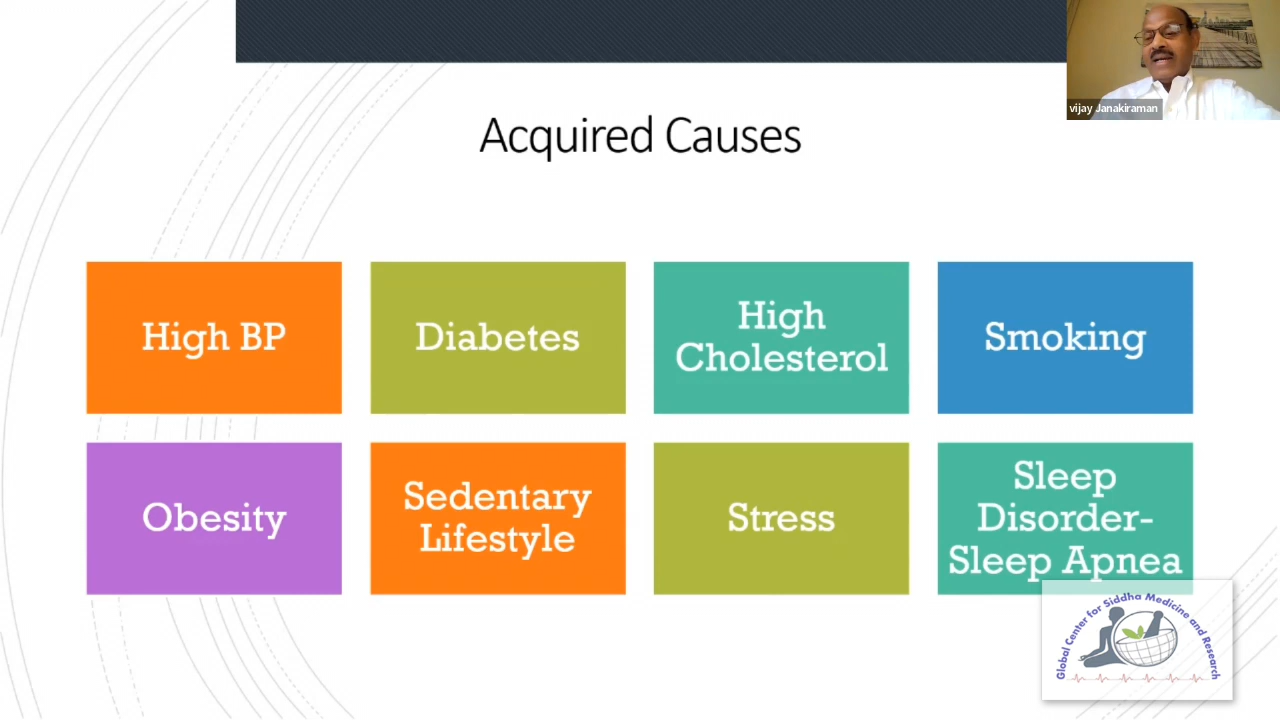 vijay Janakiraman
Acquired Causes
High BP
Diabetes
High
Cholesterol
Smoking
Obesity
Sedentary
Lifestyle
Stress
Sleep
Disorder-
Sleep Apnea
Global Center for Siddha Medicine and Research